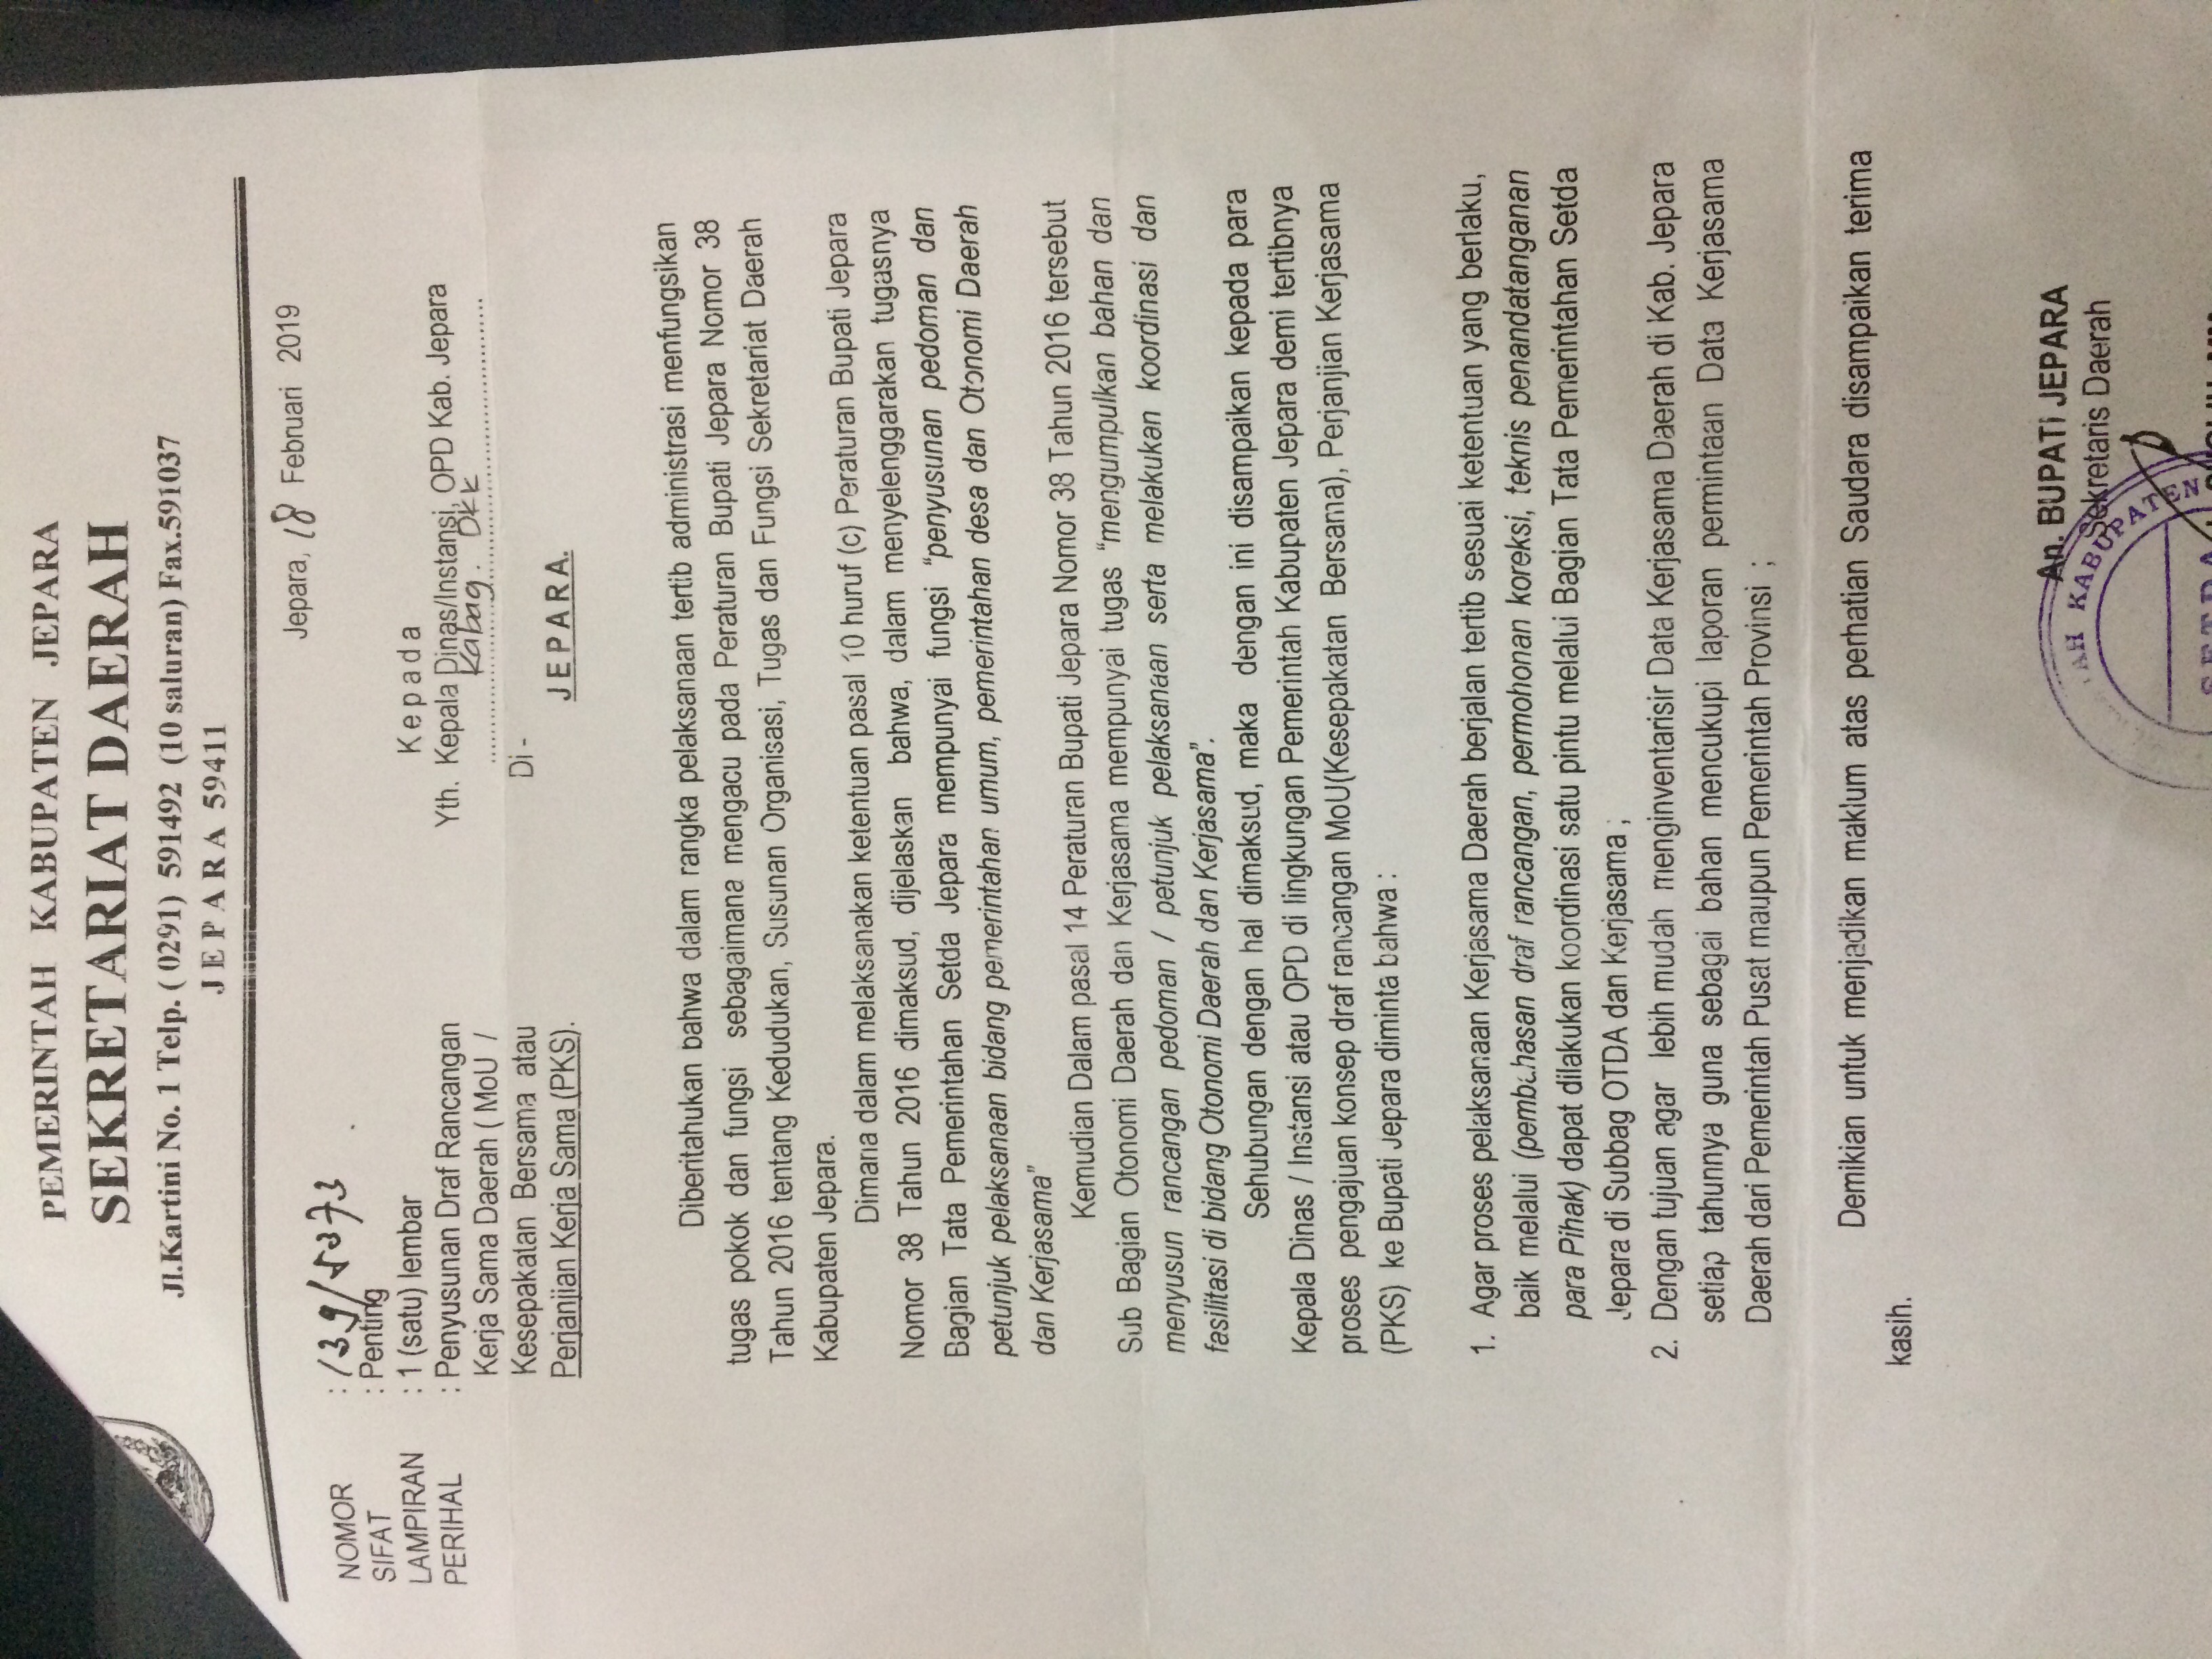 PEMERINTAH KABUPATEN JEPARA
SEKRETARIAT DAERAH
Jl.Kartini No. 1 Telp. ( 0291) 591492 (10 saluran) Fax.591037
J E P A R A 59411
Jepara, 18 Februari 2019
NOMOR : 139/5373
SIFAT : Penting
LAMPIRAN : 1 (satu) lembar
PERIHAL : Penyusunan Draf Rancangan
Kerja Sama Daerah ( MoU /
Kesepakatan Bersama atau
Perjanjian Kerja Sama (PKS).
K e p a d a
Yth. Kepala Dinas/Instansi, OPD Kab. Jepara
Kabag. DKK
Di -
J E P A R A.
Diberitahukan bahwa dalam rangka pelaksanaan tertib administrasi menfungsikan
tugas pokok dan fungsi sebagaimana mengacu pada Peraturan Bupati Jepara Nomor 38
Tahun 2016 tentang Kedudukan, Susunan Organisasi, Tugas dan Fungsi Sekretariat Daerah
Kabupaten Jepara.
Dimana dalam melaksanakan ketentuan pasal 10 huruf (c) Peraturan Bupati Jepara
Nomor 38 Tahun 2016 dimaksud, dijelaskan bahwa, dalam menyelenggarakan tugasnya
Bagian Tata Pemerintahan Setda Jepara mempunyai fungsi “penyusunan pedoman dan
petunjuk pelaksanaan bidang pemerintahan umum, pemerintahan desa dan Otonomi Daerah
dan Kerjasama”
Kemudian Dalam pasal 14 Peraturan Bupati Jepara Nomor 38 Tahun 2016 tersebut
Sub Bagian Otonomi Daerah dan Kerjasama mempunyai tugas “mengumpulkan bahan dan
menyusun rancangan pedoman / petunjuk pelaksanaan serta melakukan koordinasi dan
fasilitasi di bidang Otonomi Daerah dan Kerjasama”.
Sehubungan dengan hal dimaksud, maka dengan ini disampaikan kepada para
Kepala Dinas / Instansi atau OPD di lingkungan Pemerintah Kabupaten Jepara demi tertibnya
proses pengajuan konsep draf rancangan MoU(Kesepakatan Bersama), Perjanjian Kerjasama
(PKS) ke Bupati Jepara diminta bahwa :
1. Agar proses pelaksanaan Kerjasama Daerah berjalan tertib sesuai ketentuan yang berlaku,
baik melalui (pembahasan draf rancangan, permohonan koreksi, teknis penandatanganan
para Pihak) dapat dilakukan koordinasi satu pintu melalui Bagian Tata Pemerintahan Setda
Jepara di Subbag OTDA dan Kerjasama ;
2. Dengan tujuan agar lebih mudah menginventarisir Data Kerjasama Daerah di Kab. Jepara
setiap tahunnya guna sebagai bahan mencukupi laporan permintaan Data Kerjasama
Daerah dari Pemerintah Pusat maupun Pemerintah Provinsi ;
Demikian untuk menjadikan maklum atas perhatian Saudara disampaikan terima
kasih.
An. BUPATI JEPARA
Sekretaris Daerah
KABUPATEN
SETDA